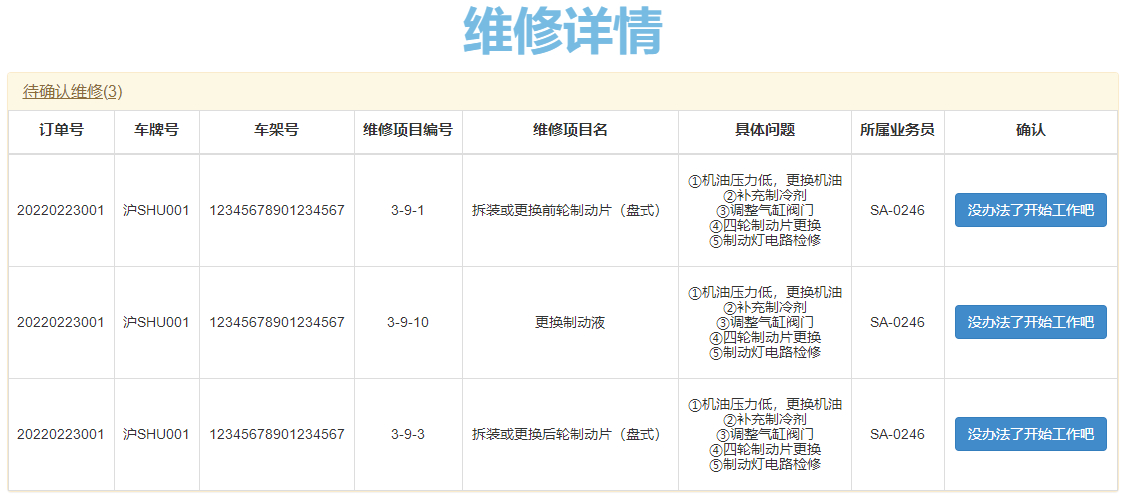 维修详情
待确认维修(3)
订单号 车牌号 车架号 维修项目编号 维修项目名 具体问题 所属业务员 确认
20220223001 沪SHU001 12345678901234567 3-9-1 拆装或更换前轮制动片（盘式） ①机油压力低，更换机油
②补充制冷剂
③调整气缸阀门
④四轮制动片更换
⑤制动灯电路检修 SA-0246 没办法了开始工作吧
20220223001 沪SHU001 12345678901234567 3-9-10 更换制动液 ①机油压力低，更换机油
②补充制冷剂
③调整气缸阀门
④四轮制动片更换
⑤制动灯电路检修 SA-0246 没办法了开始工作吧
20220223001 沪SHU001 12345678901234567 3-9-3 拆装或更换后轮制动片（盘式） ①机油压力低，更换机油
②补充制冷剂
③调整气缸阀门
④四轮制动片更换
⑤制动灯电路检修 SA-0246 没办法了开始工作吧